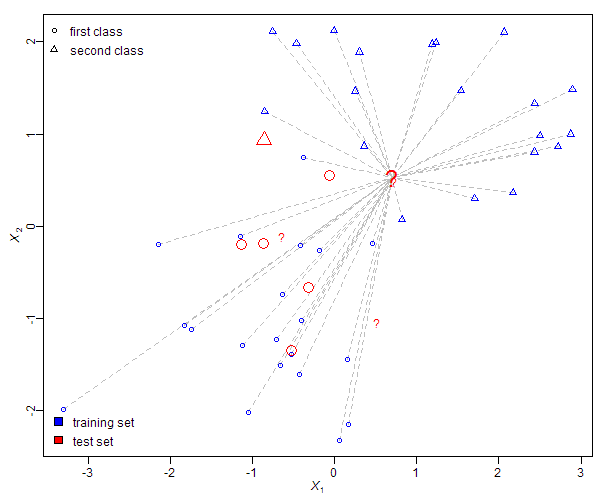 first class
second class
2
1
0
-1
-2
X2
?
?
?
training set
test set
-3
-2
-1
0
1
2
3
X1